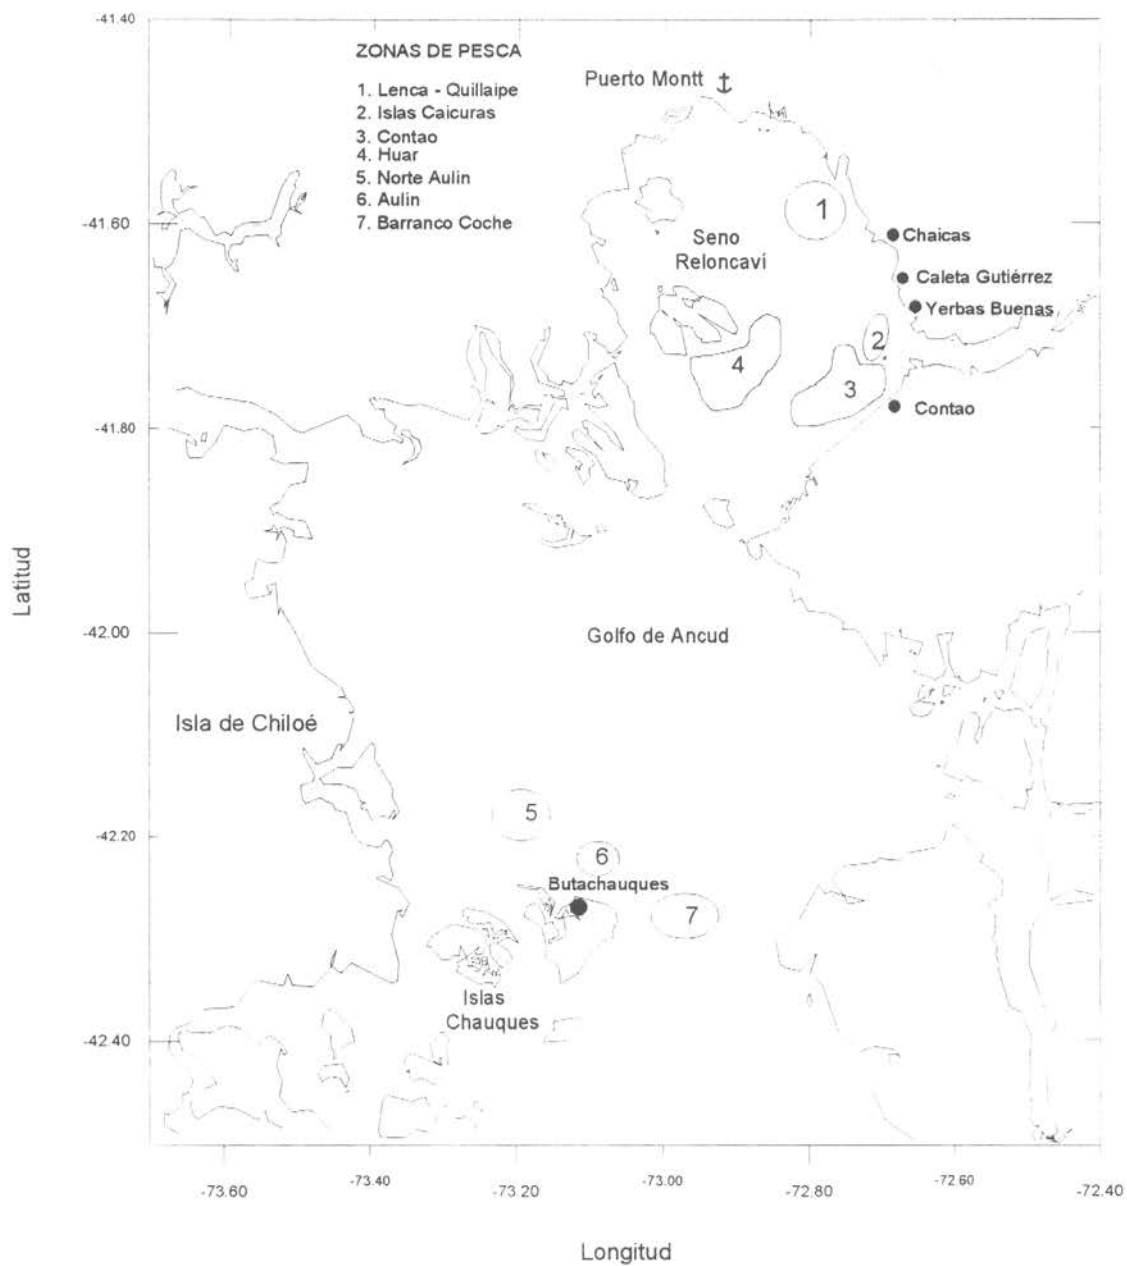 -41.40
ZONAS DE PESCA
1. Lenca - Quillaipe
2. Islas Caicuras
3. Contao
4. Huar
5. Norte Aulin
6. Aulin
7. Barranco Coche
Puerto Montt
-41.60
1
Seno
Reloncaví
Chaicas
Caleta Gutiérrez
Yerbas Buenas
2
4
3
Contao
-41.80
Latitud
-42.00
Golfo de Ancud
Isla de Chiloé
5
-42.20
6
Butachauques
7
Islas
Chauques
-42.40
-73.60
-73.40
-73.20
-73.00
-72.80
-72.60
-72.40
Longitud